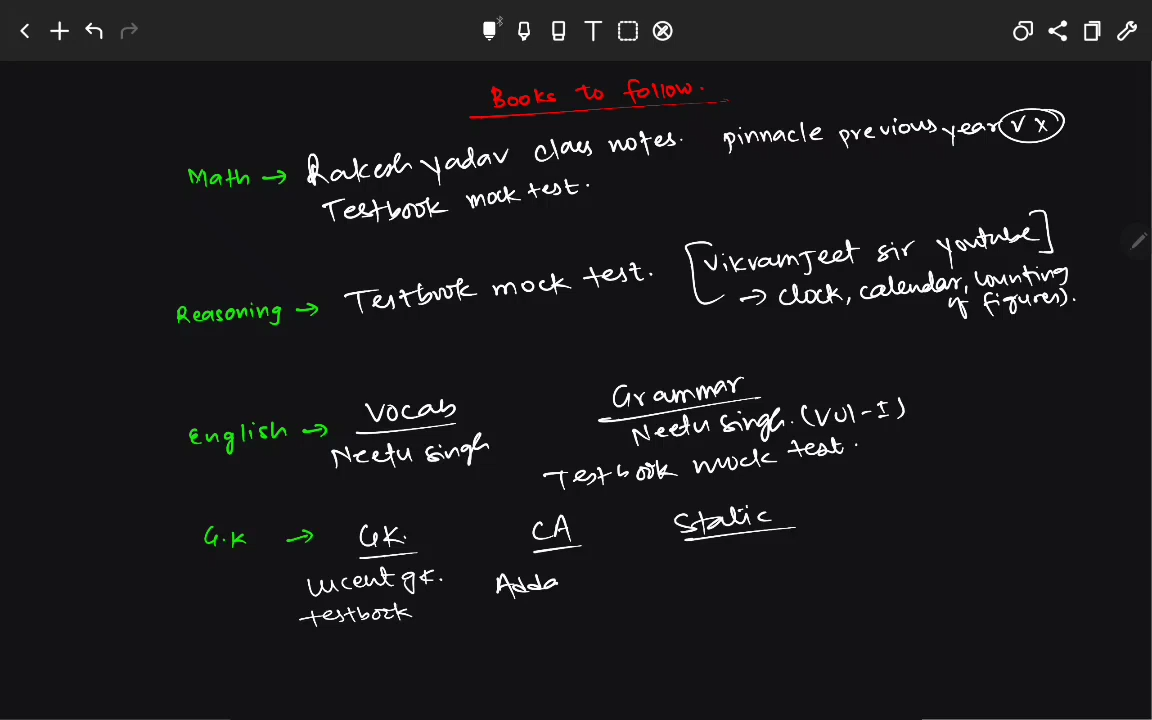 Books to follow.
Math → Rakesh yadav class notes. pinnacle previous year
Testbook mock test.
Reasoning → Testbook mock test. [Vikramjeet sir youtube]
→ clock, calendar, counting
of figures).
English → Vocab Grammar
Neetu singh Neetu singh. (Vol-I)
Testbook mock test.
G.K → GK. CA Static
lucent gk. Adda
testbook